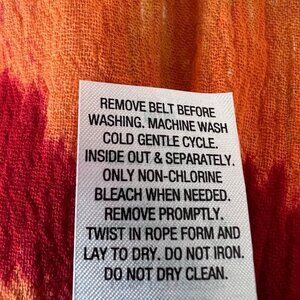 REMOVE BELT BEFORE
WASHING. MACHINE WASH
COLD GENTLE CYCLE.
INSIDE OUT & SEPARATELY.
ONLY NON-CHLORINE
BLEACH WHEN NEEDED.
REMOVE PROMPTLY.
TWIST IN ROPE FORM AND
LAY TO DRY. DO NOT IRON.
DO NOT DRY CLEAN.